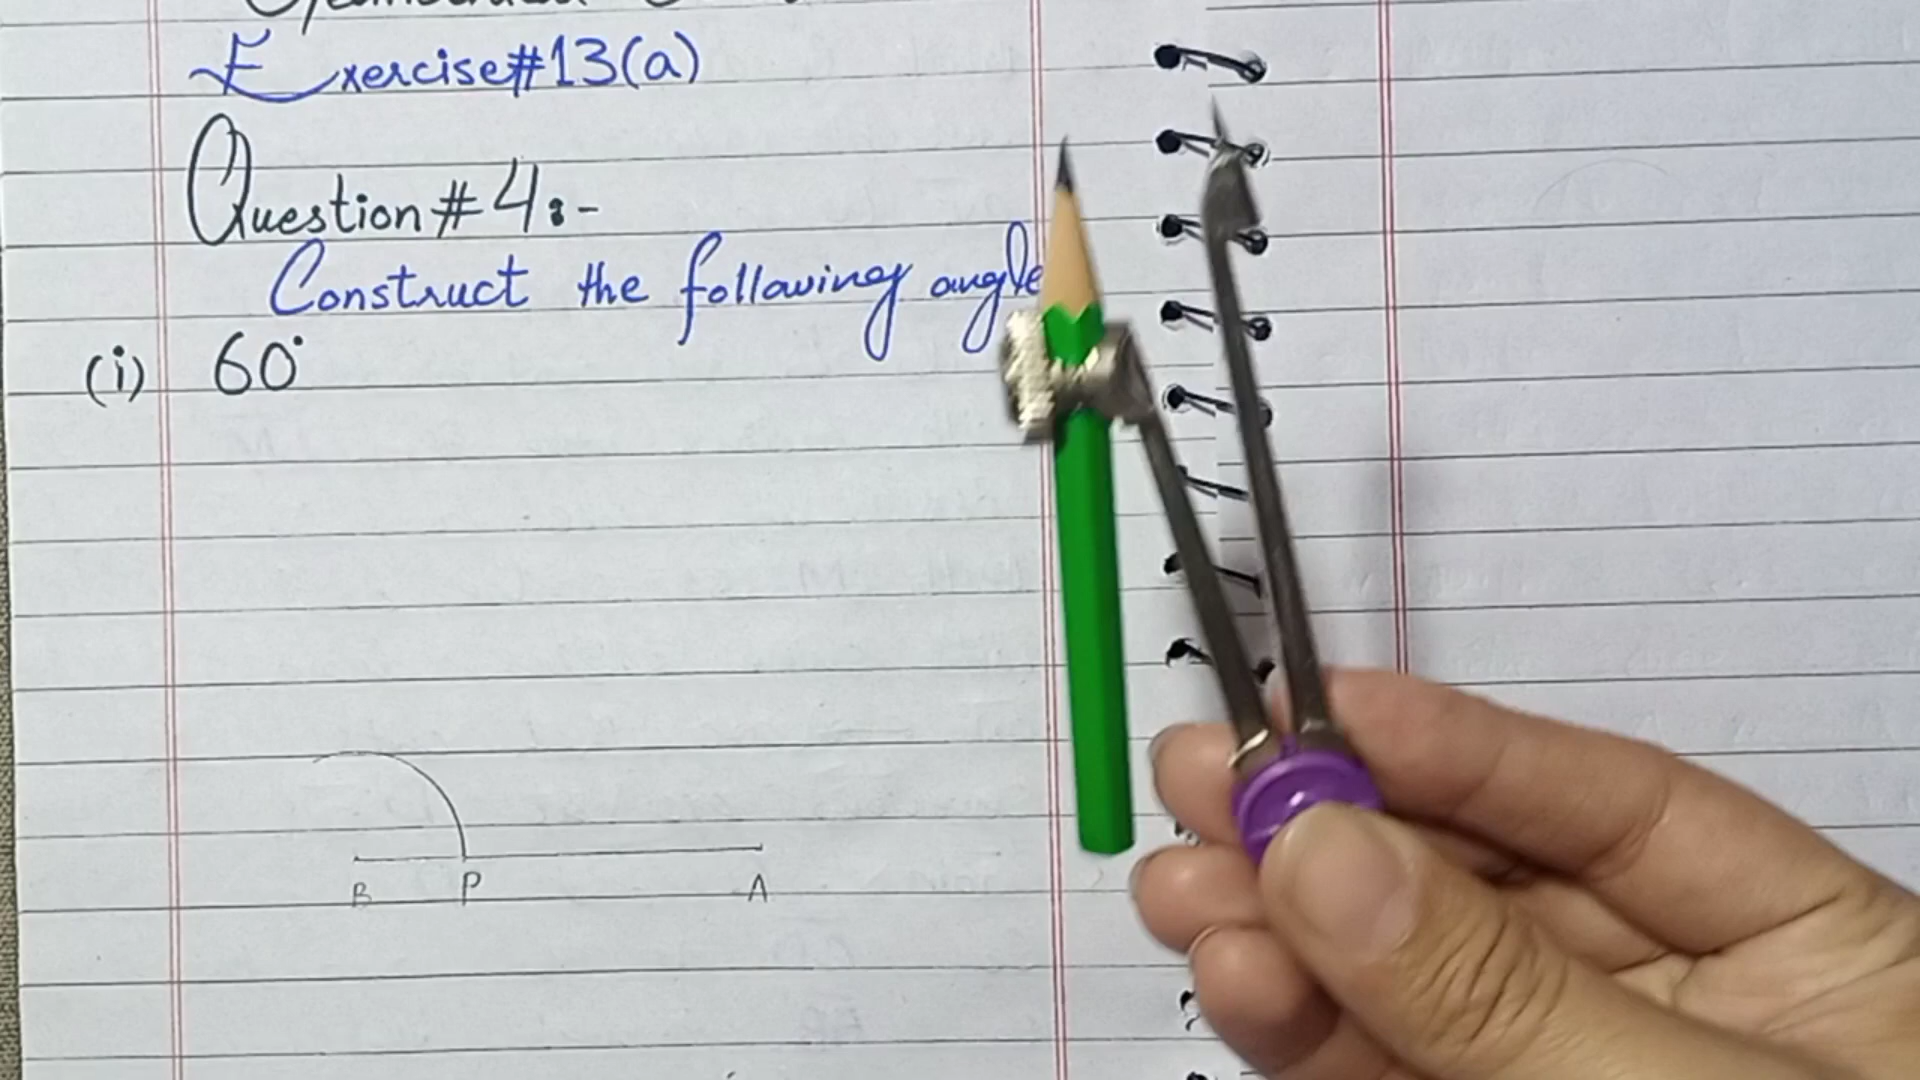 Exercise#13(a)
Question #4:-
Construct the following angle
(i) 60°
B P A